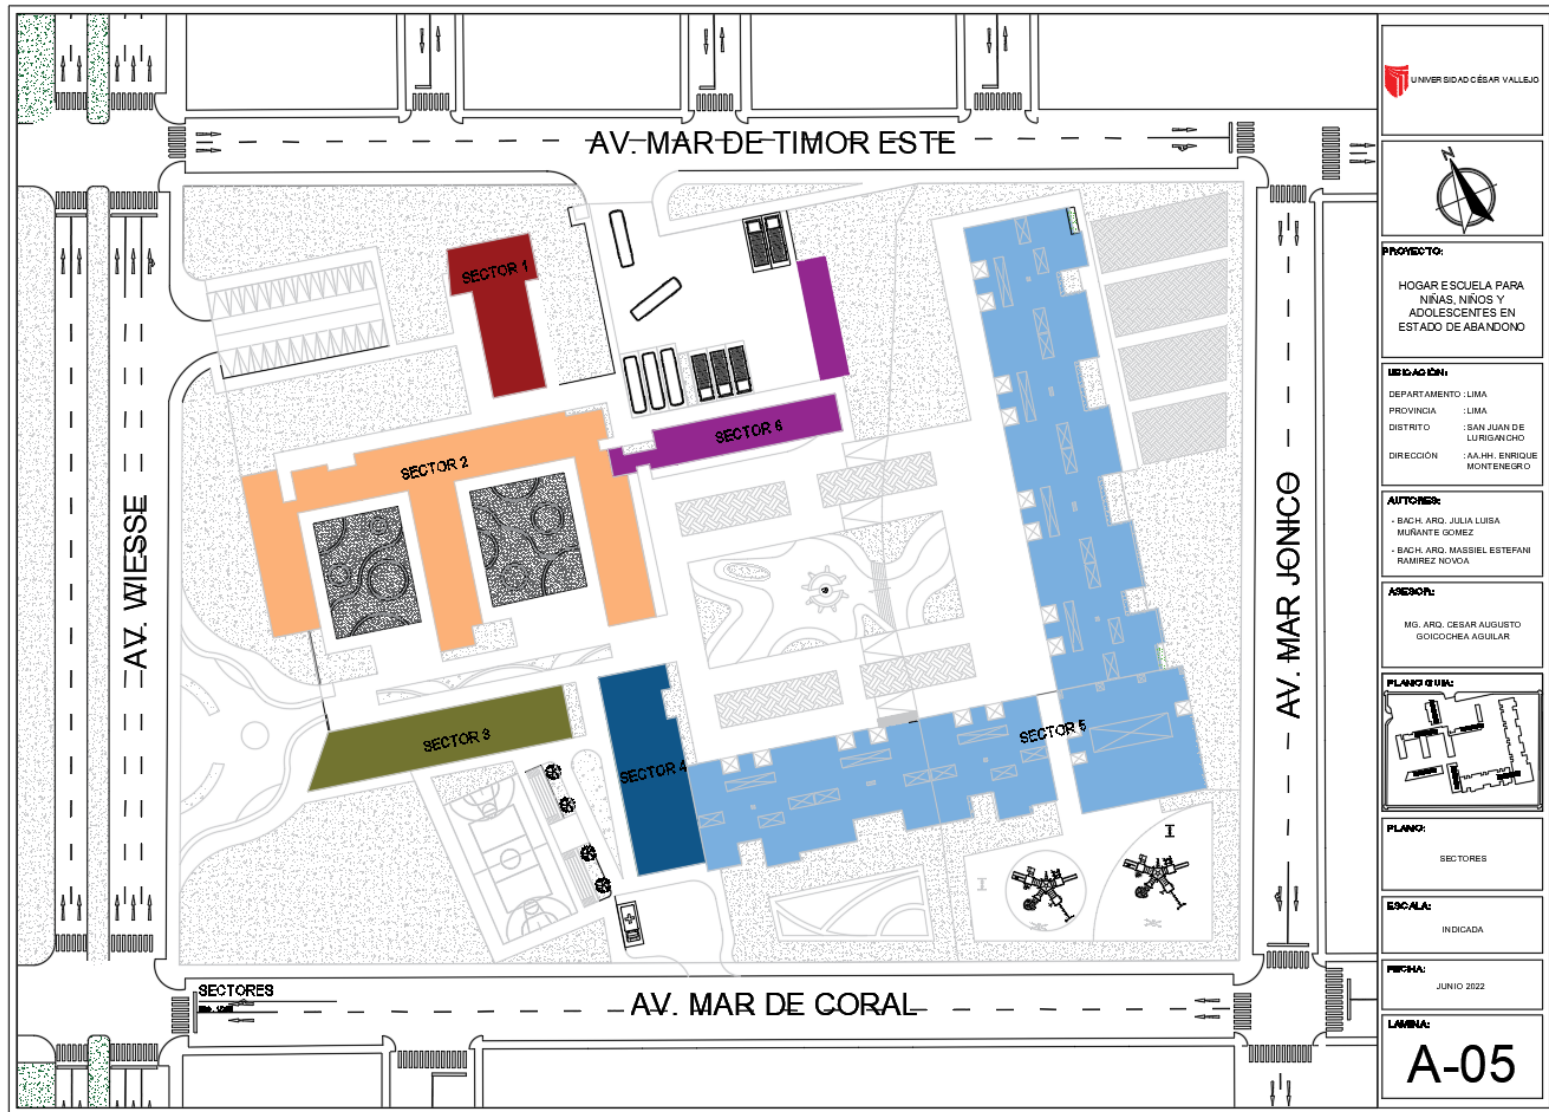 AV. MAR DE TIMOR ESTE
AV. WIESSE
AV. MAR JONICO
AV. MAR DE CORAL
SECTOR 1
SECTOR 2
SECTOR 6
SECTOR 3
SECTOR 4
SECTOR 5
SECTORES
UNIVERSIDAD CÉSAR VALLEJO
N
PROYECTO:
HOGAR ESCUELA PARA
NIÑAS, NIÑOS Y
ADOLESCENTES EN
ESTADO DE ABANDONO
UBICACIÓN:
DEPARTAMENTO : LIMA
PROVINCIA : LIMA
DISTRITO : SAN JUAN DE
LURIGANCHO
DIRECCIÓN : AA.HH. ENRIQUE
MONTENEGRO
AUTORES:
- BACH. ARQ. JULIA LUISA
MUÑANTE GOMEZ
- BACH. ARQ. MASSIEL ESTEFANI
RAMIREZ NOVOA
ASESOR:
MG. ARQ. CESAR AUGUSTO
GOICOCHEA AGUILAR
PLANO GUIA:
PLANO:
SECTORES
ESCALA:
INDICADA
FECHA:
JUNIO 2022
LAMINA:
A-05